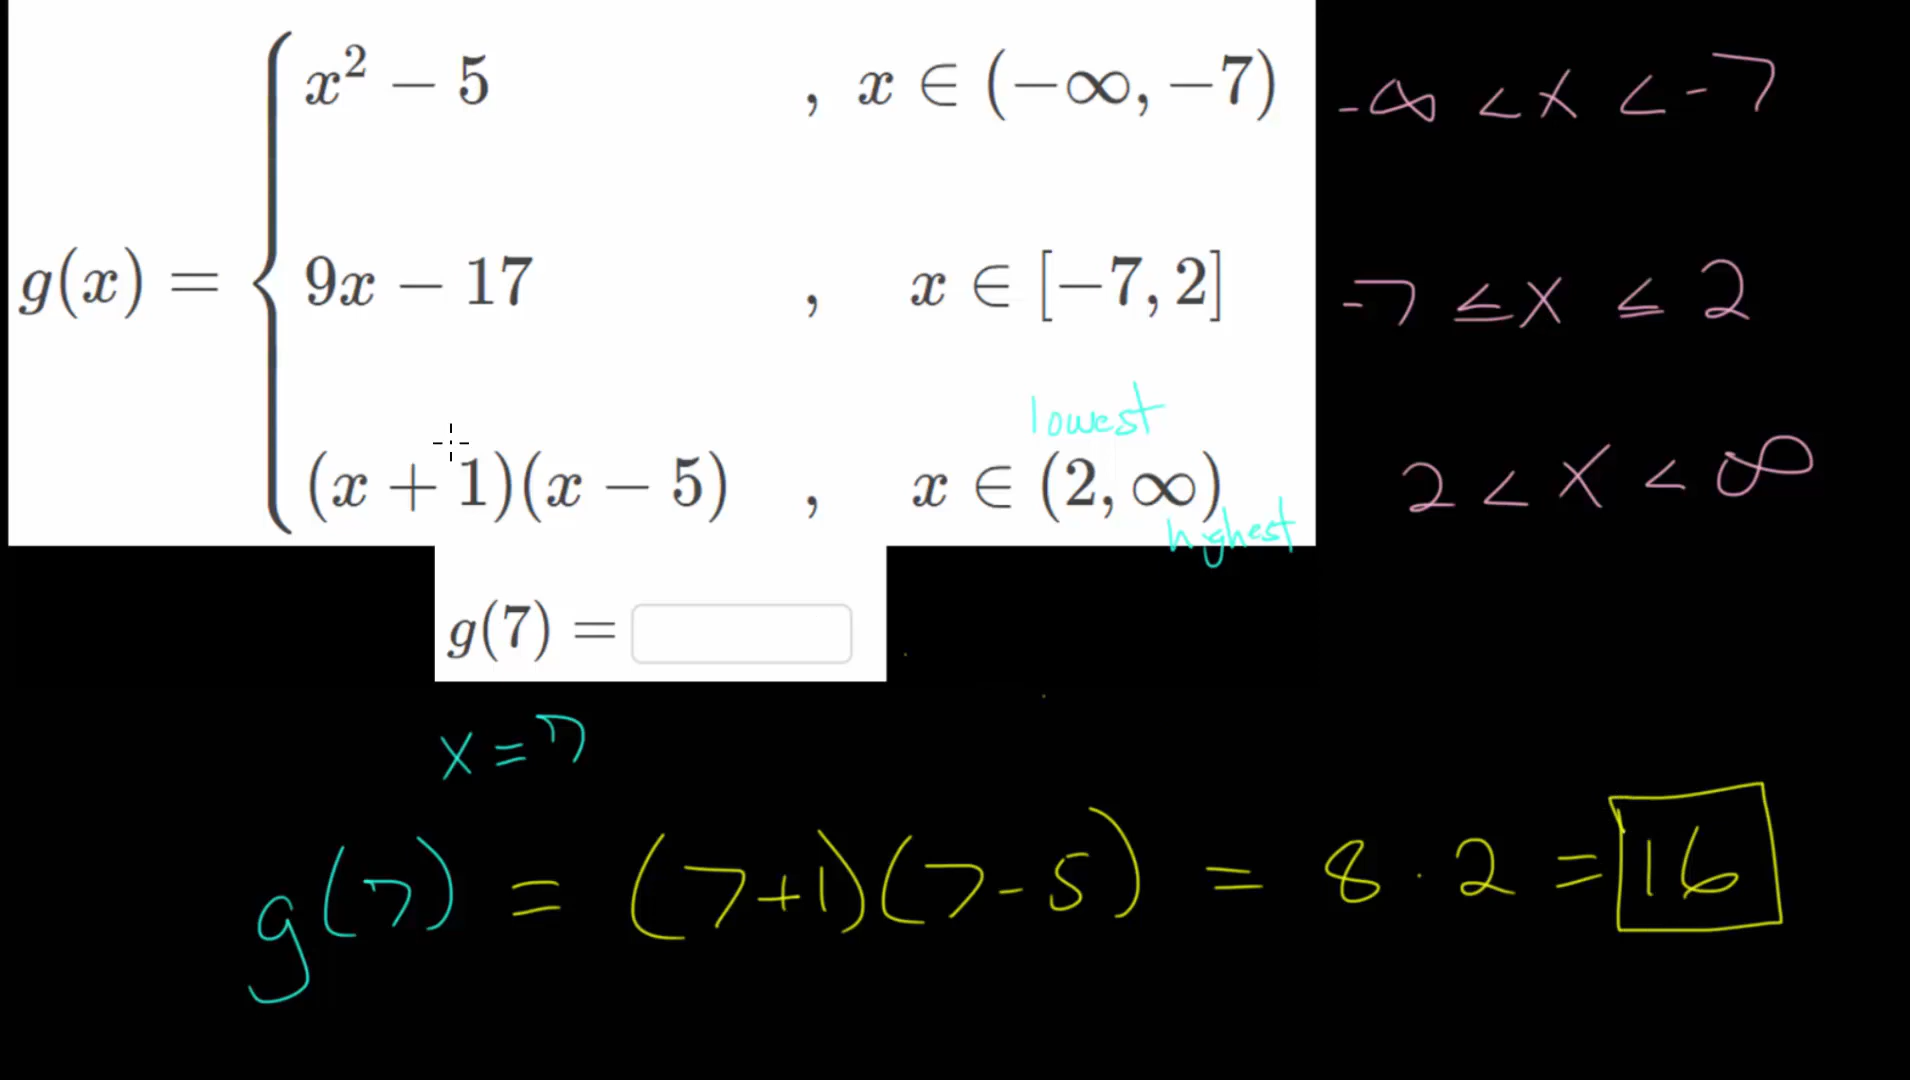 x² − 5 , x ∈ (−∞, −7) -∞ < x < -7
g(x) = { 9x − 17 , x ∈ [−7, 2] -7 ≤ x ≤ 2
lowest
(x + 1)(x − 5) , x ∈ (2, ∞) 2 < x < ∞
highest
g(7) =
x = 7
g(7) = (7+1)(7-5) = 8 · 2 = 16